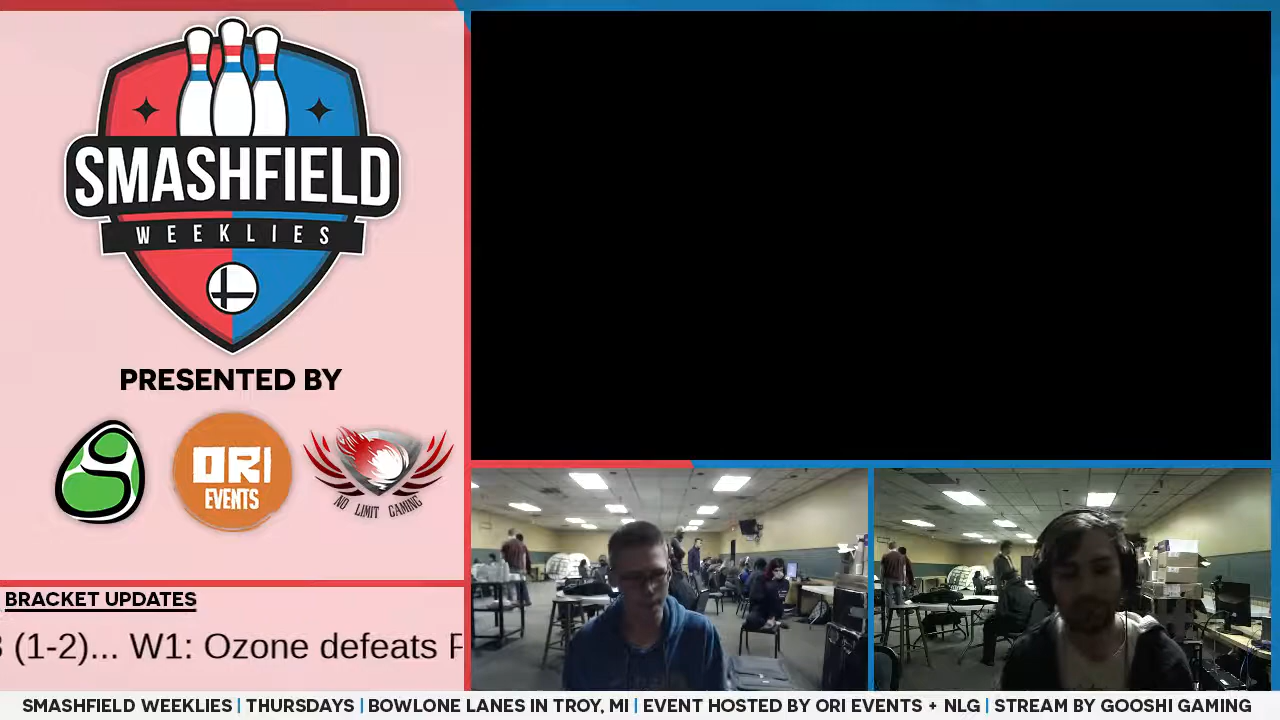 SMASHFIELD
WEEKLIES
PRESENTED BY
ORI
EVENTS
NO LIMIT GAMING
BRACKET UPDATES
(1-2)... W1: Ozone defeats
SMASHFIELD WEEKLIES | THURSDAYS | BOWLONE LANES IN TROY, MI | EVENT HOSTED BY ORI EVENTS + NLG | STREAM BY GOOSHI GAMING